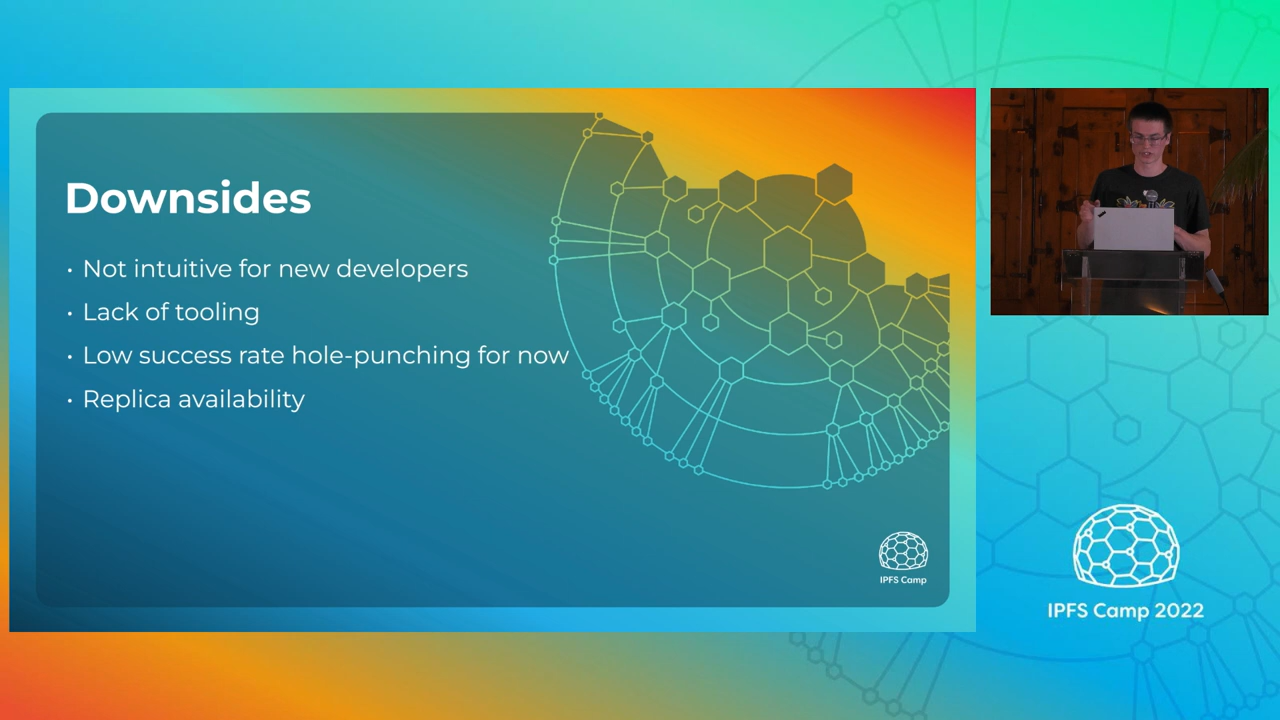 Downsides
· Not intuitive for new developers
· Lack of tooling
· Low success rate hole-punching for now
· Replica availability
IPFS Camp
IPFS Camp 2022